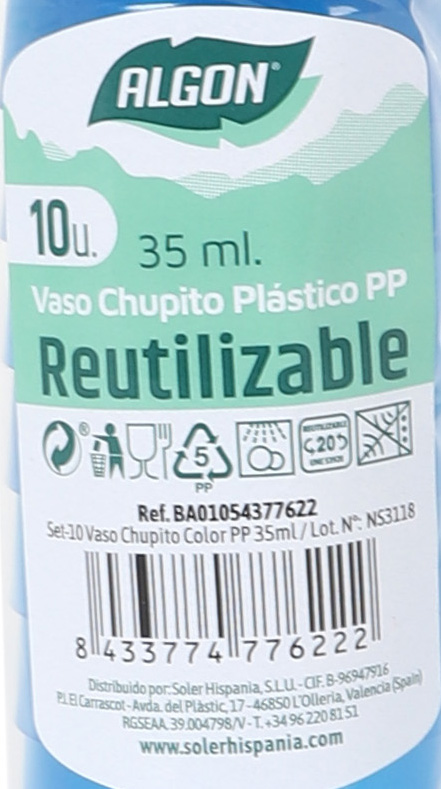 ALGON®
10u. 35 ml.
Vaso Chupito Plástico PP
Reutilizable
5
PP
REUTILIZABLE
20
Ref. BA01054377622
Set-10 Vaso Chupito Color PP 35ml / Lot. Nº: NS3118
8 433774 776222
Distribuido por: Soler Hispania, S.L.U. - CIF. B-96947916
P.I. El Carrascot - Avda. del Plàstic, 17 - 46850 L'Olleria, Valencia (Spain)
RGSEAA. 39.004798/V - T. +34 96 220 81 51
www.solerhispania.com